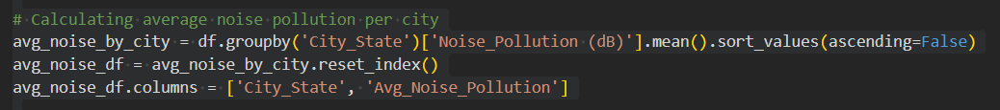 # Calculating average noise pollution per city
avg_noise_by_city = df.groupby('City_State')['Noise_Pollution (dB)'].mean().sort_values(ascending=False)
avg_noise_df = avg_noise_by_city.reset_index()
avg_noise_df.columns = ['City_State', 'Avg_Noise_Pollution']